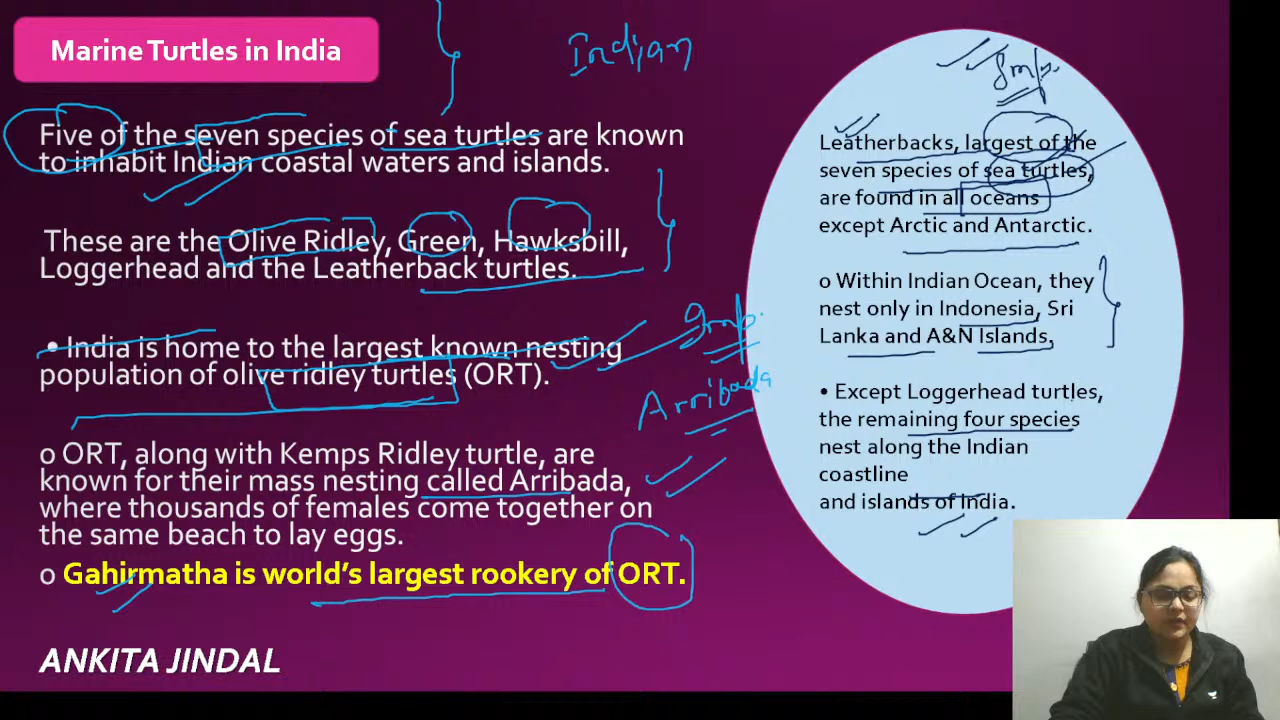 Marine Turtles in India
Indian
Five of the seven species of sea turtles are known
to inhabit Indian coastal waters and islands.
These are the Olive Ridley, Green, Hawksbill,
Loggerhead and the Leatherback turtles.
• India is home to the largest known nesting
population of olive ridley turtles (ORT).
Imp.
Arribada
o ORT, along with Kemps Ridley turtle, are
known for their mass nesting called Arribada,
where thousands of females come together on
the same beach to lay eggs.
o Gahirmatha is world's largest rookery of ORT.
ANKITA JINDAL
Imp.
Leatherbacks, largest of the
seven species of sea turtles,
are found in all oceans
except Arctic and Antarctic.
o Within Indian Ocean, they
nest only in Indonesia, Sri
Lanka and A&N Islands,
• Except Loggerhead turtles,
the remaining four species
nest along the Indian
coastline
and islands of India.